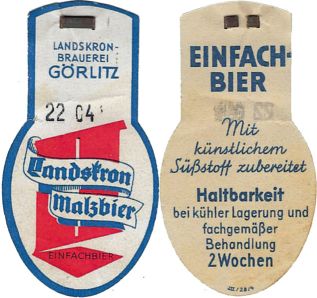 LANDSKRON-
BRAUEREI
GÖRLITZ
22 04
Landskron
Malzbier
EINFACHBIER
EINFACH-
BIER
Mit
künstlichem
Süßstoff zubereitet
Haltbarkeit
bei kühler Lagerung und
fachgemäßer
Behandlung
2 Wochen